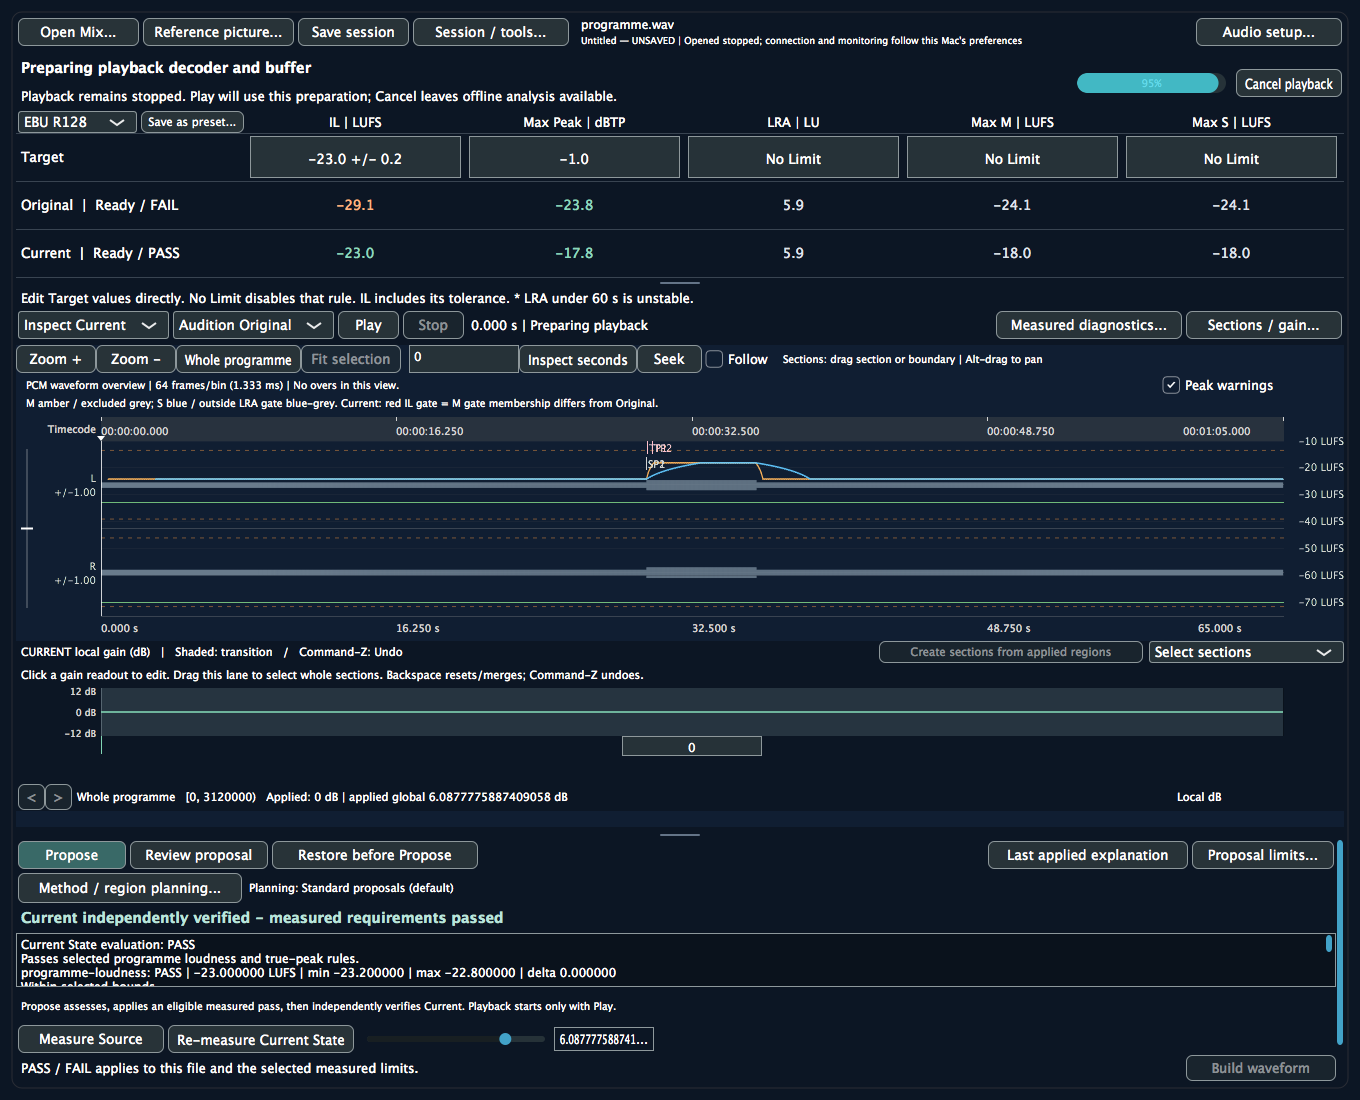 Open Mix... Reference picture... Save session Session / tools... programme.wav Audio setup...
Untitled — UNSAVED | Opened stopped; connection and monitoring follow this Mac's preferences
Preparing playback decoder and buffer
95% Cancel playback
Playback remains stopped. Play will use this preparation; Cancel leaves offline analysis available.
EBU R128 Save as preset... IL | LUFS Max Peak | dBTP LRA | LU Max M | LUFS Max S | LUFS
Target -23.0 +/- 0.2 -1.0 No Limit No Limit No Limit
Original | Ready / FAIL -29.1 -23.8 5.9 -24.1 -24.1
Current | Ready / PASS -23.0 -17.8 5.9 -18.0 -18.0
Edit Target values directly. No Limit disables that rule. IL includes its tolerance. * LRA under 60 s is unstable.
Inspect Current Audition Original Play Stop 0.000 s | Preparing playback Measured diagnostics... Sections / gain...
Zoom + Zoom - Whole programme Fit selection 0 Inspect seconds Seek Follow Sections: drag section or boundary | Alt-drag to pan
PCM waveform overview | 64 frames/bin (1.333 ms) | No overs in this view. Peak warnings
M amber / excluded grey; S blue / outside LRA gate blue-grey. Current: red IL gate = M gate membership differs from Original.
Timecode 00:00:00.000 00:00:16.250 00:00:32.500 00:00:48.750 00:01:05.000
-10 LUFS
-20 LUFS
L
+/-1.00 -30 LUFS
-40 LUFS
-50 LUFS
R
+/-1.00 -60 LUFS
-70 LUFS
0.000 s 16.250 s 32.500 s 48.750 s 65.000 s
CURRENT local gain (dB) | Shaded: transition / Command-Z: Undo Create sections from applied regions Select sections
Click a gain readout to edit. Drag this lane to select whole sections. Backspace resets/merges; Command-Z undoes.
12 dB
0 dB
-12 dB
0
< > Whole programme [0, 3120000) Applied: 0 dB | applied global 6.0877775887409058 dB Local dB
Propose Review proposal Restore before Propose Last applied explanation Proposal limits...
Method / region planning... Planning: Standard proposals (default)
Current independently verified - measured requirements passed
Current State evaluation: PASS
Passes selected programme loudness and true-peak rules.
programme-loudness: PASS | -23.000000 LUFS | min -23.200000 | max -22.800000 | delta 0.000000
Within selected bounds
Propose assesses, applies an eligible measured pass, then independently verifies Current. Playback starts only with Play.
Measure Source Re-measure Current State 6.087777588741...
PASS / FAIL applies to this file and the selected measured limits. Build waveform